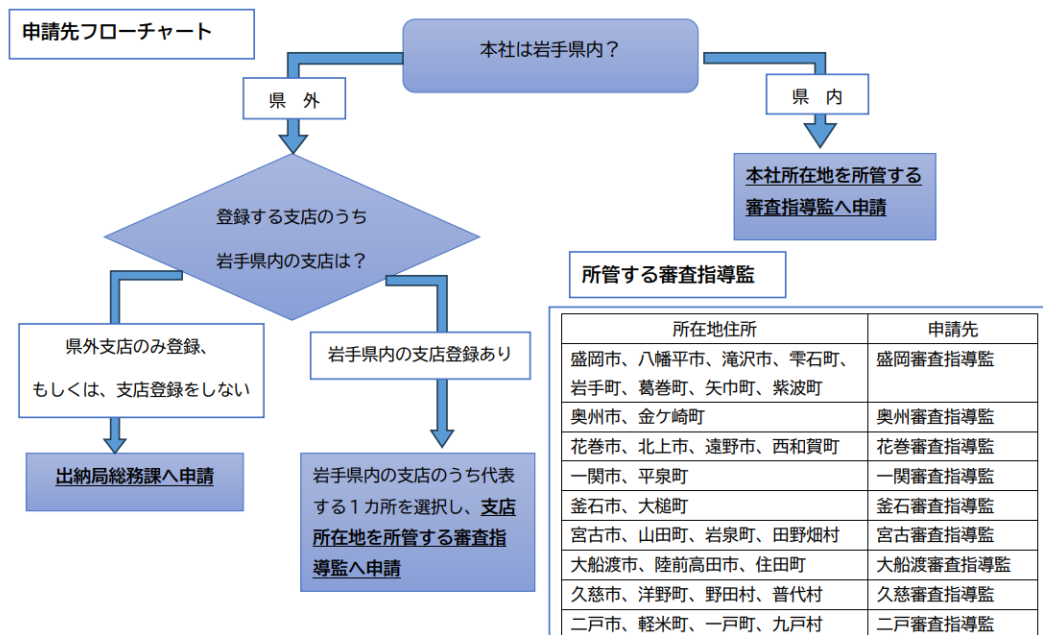 申請先フローチャート
本社は岩手県内？
県　外
県　内
本社所在地を所管する
審査指導監へ申請
登録する支店のうち
岩手県内の支店は？
県外支店のみ登録、
もしくは、支店登録をしない
岩手県内の支店登録あり
出納局総務課へ申請
岩手県内の支店のうち代表
する１カ所を選択し、支店
所在地を所管する審査指
導監へ申請
所管する審査指導監
所在地住所　申請先
盛岡市、八幡平市、滝沢市、雫石町、　盛岡審査指導監
岩手町、葛巻町、矢巾町、紫波町
奥州市、金ケ崎町　奥州審査指導監
花巻市、北上市、遠野市、西和賀町　花巻審査指導監
一関市、平泉町　一関審査指導監
釜石市、大槌町　釜石審査指導監
宮古市、山田町、岩泉町、田野畑村　宮古審査指導監
大船渡市、陸前高田市、住田町　大船渡審査指導監
久慈市、洋野町、野田村、普代村　久慈審査指導監
二戸市、軽米町、一戸町、九戸村　二戸審査指導監